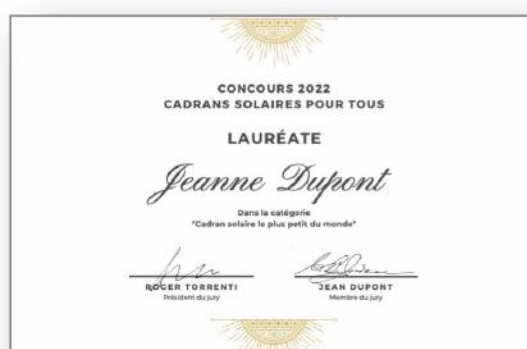 CONCOURS 2022
CADRANS SOLAIRES POUR TOUS
LAURÉATE
Jeanne Dupont
Dans la catégorie
"Cadran solaire le plus petit du monde"
ROGER TORRENTI JEAN DUPONT
Président du jury Membre du jury